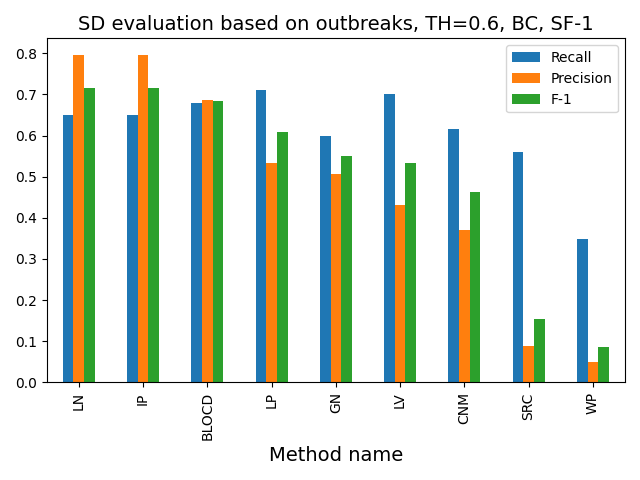 SD evaluation based on outbreaks, TH=0.6, BC, SF-1
Recall
Precision
F-1
0.8
0.7
0.6
0.5
0.4
0.3
0.2
0.1
0.0
LN
IP
BLOCD
LP
GN
LV
CNM
SRC
WP
Method name